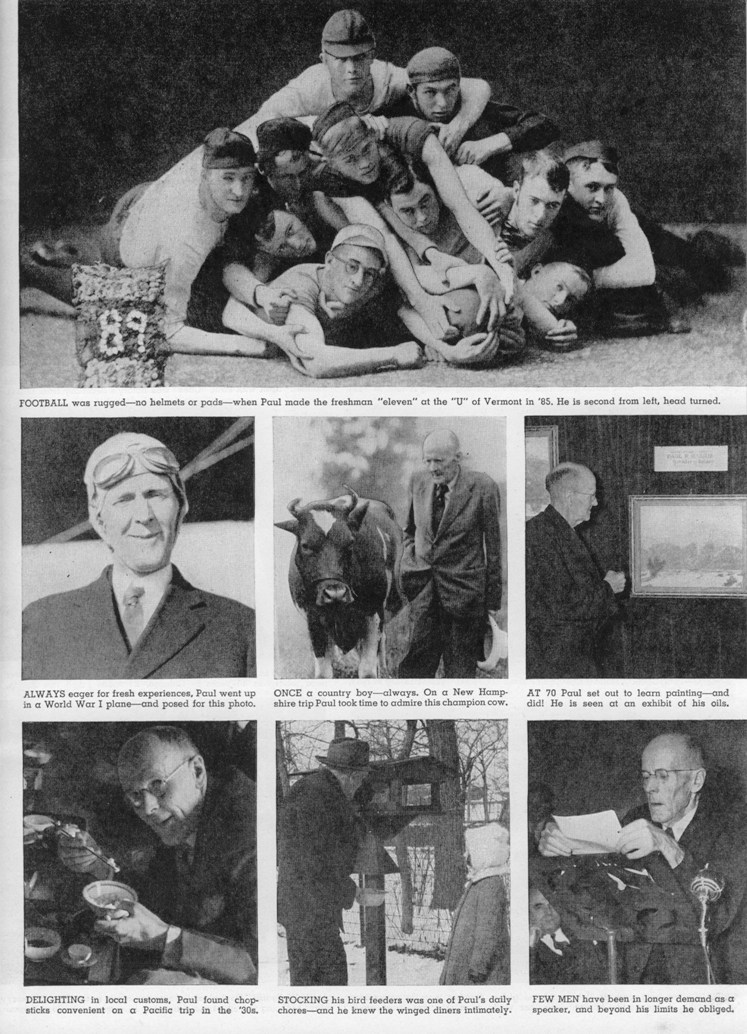 89
FOOTBALL was rugged—no helmets or pads—when Paul made the freshman "eleven" at the "U" of Vermont in '85. He is second from left, head turned.
ALWAYS eager for fresh experiences, Paul went up
in a World War I plane—and posed for this photo.
ONCE a country boy—always. On a New Hamp-
shire trip Paul took time to admire this champion cow.
AT 70 Paul set out to learn painting—and
did! He is seen at an exhibit of his oils.
DELIGHTING in local customs, Paul found chop-
sticks convenient on a Pacific trip in the '30s.
STOCKING his bird feeders was one of Paul's daily
chores—and he knew the winged diners intimately.
FEW MEN have been in longer demand as a
speaker, and beyond his limits he obliged.